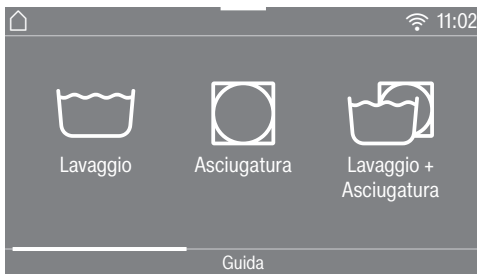 11:02
Lavaggio
Asciugatura
Lavaggio +
Asciugatura
Guida